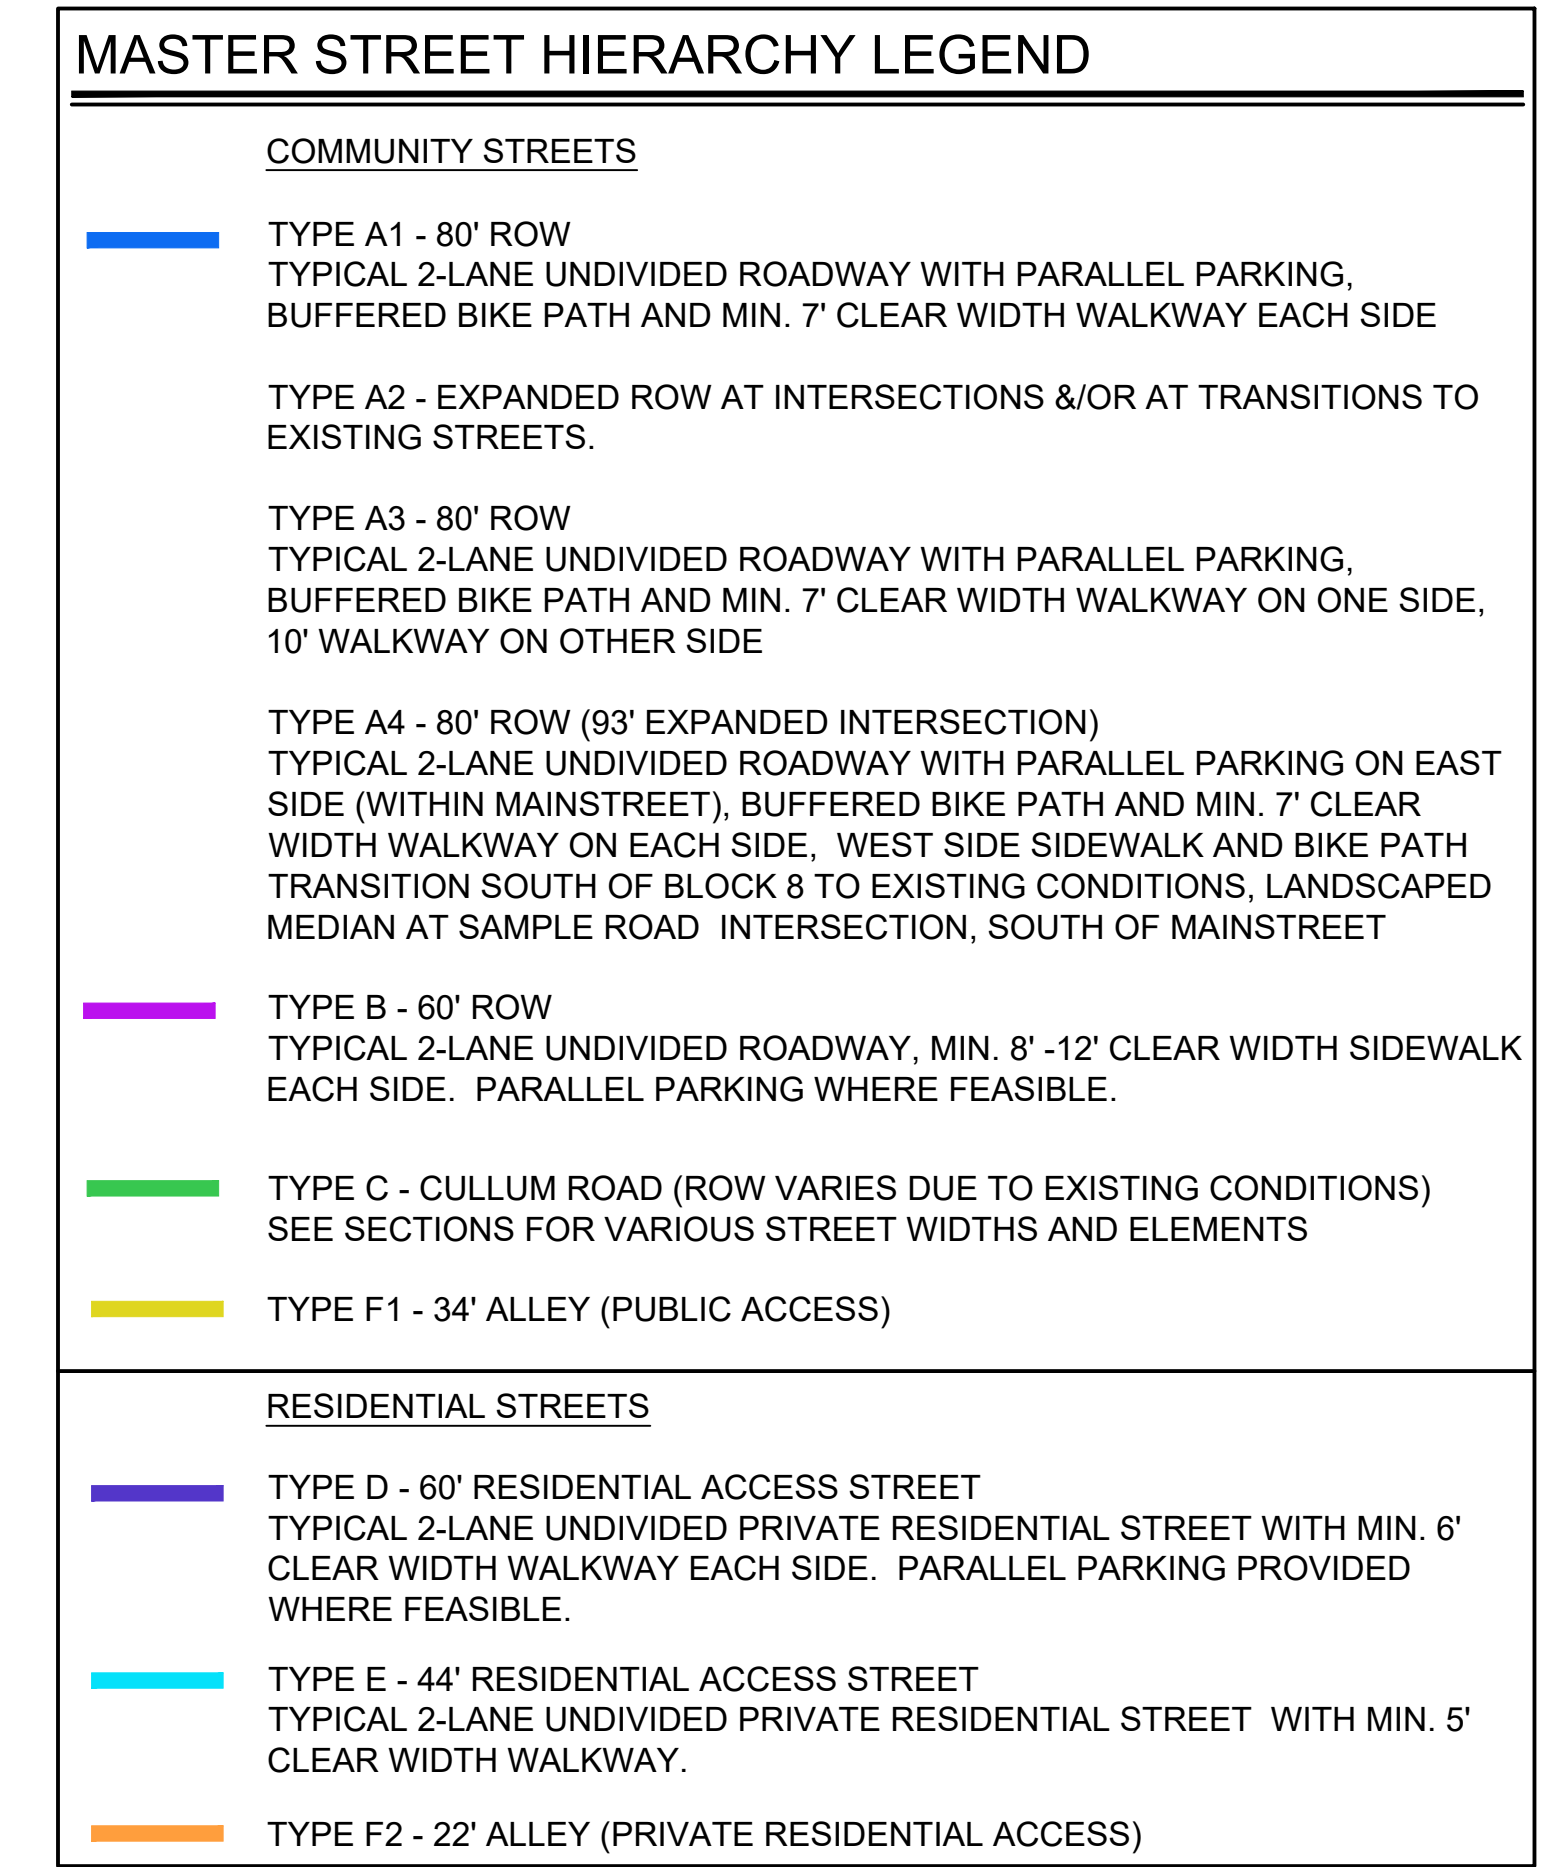 MASTER STREET HIERARCHY LEGEND
COMMUNITY STREETS
TYPE A1 - 80' ROW
TYPICAL 2-LANE UNDIVIDED ROADWAY WITH PARALLEL PARKING,
BUFFERED BIKE PATH AND MIN. 7' CLEAR WIDTH WALKWAY EACH SIDE
TYPE A2 - EXPANDED ROW AT INTERSECTIONS &/OR AT TRANSITIONS TO
EXISTING STREETS.
TYPE A3 - 80' ROW
TYPICAL 2-LANE UNDIVIDED ROADWAY WITH PARALLEL PARKING,
BUFFERED BIKE PATH AND MIN. 7' CLEAR WIDTH WALKWAY ON ONE SIDE,
10' WALKWAY ON OTHER SIDE
TYPE A4 - 80' ROW (93' EXPANDED INTERSECTION)
TYPICAL 2-LANE UNDIVIDED ROADWAY WITH PARALLEL PARKING ON EAST
SIDE (WITHIN MAINSTREET), BUFFERED BIKE PATH AND MIN. 7' CLEAR
WIDTH WALKWAY ON EACH SIDE, WEST SIDE SIDEWALK AND BIKE PATH
TRANSITION SOUTH OF BLOCK 8 TO EXISTING CONDITIONS, LANDSCAPED
MEDIAN AT SAMPLE ROAD INTERSECTION, SOUTH OF MAINSTREET
TYPE B - 60' ROW
TYPICAL 2-LANE UNDIVIDED ROADWAY, MIN. 8' -12' CLEAR WIDTH SIDEWALK
EACH SIDE. PARALLEL PARKING WHERE FEASIBLE.
TYPE C - CULLUM ROAD (ROW VARIES DUE TO EXISTING CONDITIONS)
SEE SECTIONS FOR VARIOUS STREET WIDTHS AND ELEMENTS
TYPE F1 - 34' ALLEY (PUBLIC ACCESS)
RESIDENTIAL STREETS
TYPE D - 60' RESIDENTIAL ACCESS STREET
TYPICAL 2-LANE UNDIVIDED PRIVATE RESIDENTIAL STREET WITH MIN. 6'
CLEAR WIDTH WALKWAY EACH SIDE. PARALLEL PARKING PROVIDED
WHERE FEASIBLE.
TYPE E - 44' RESIDENTIAL ACCESS STREET
TYPICAL 2-LANE UNDIVIDED PRIVATE RESIDENTIAL STREET WITH MIN. 5'
CLEAR WIDTH WALKWAY.
TYPE F2 - 22' ALLEY (PRIVATE RESIDENTIAL ACCESS)